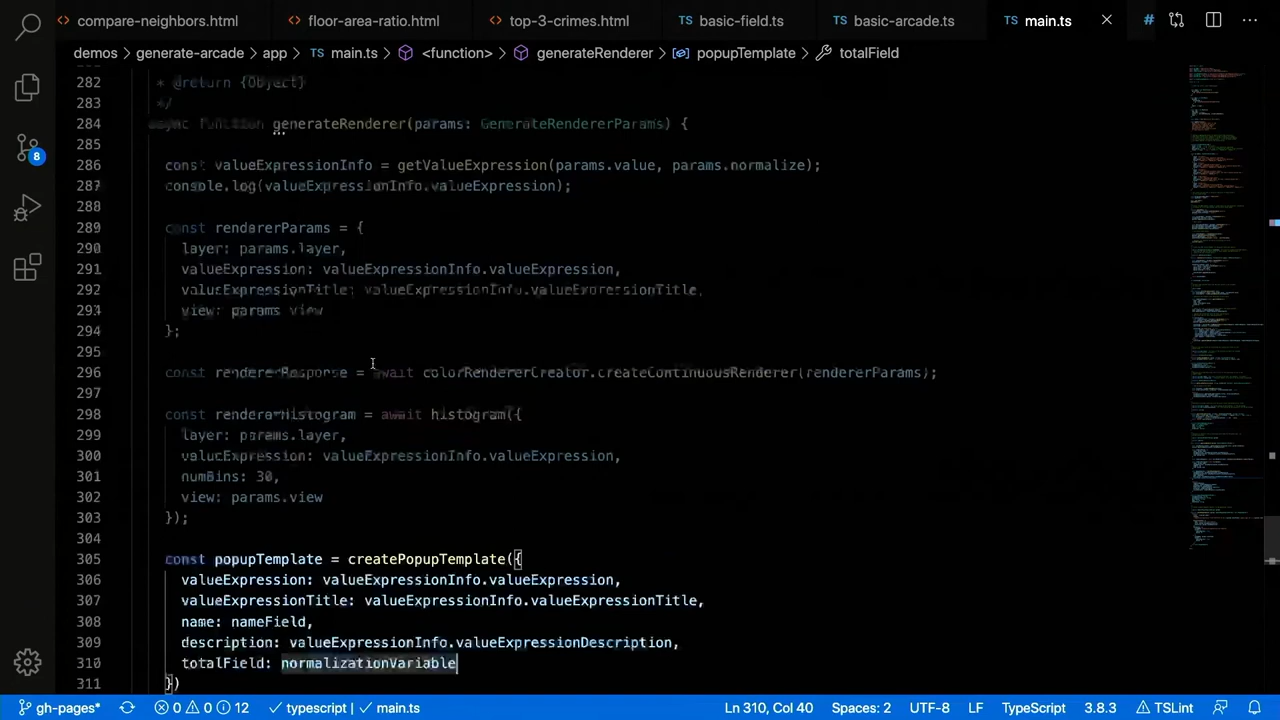 compare-neighbors.html floor-area-ratio.html top-3-crimes.html TS basic-field.ts TS basic-arcade.ts TS main.ts
demos > generate-arcade > app > TS main.ts > <function> > generateRenderer > popupTemplate > totalField
282 * @return {Object}
283 */
284 async function generateRenderer(params: GenerateRendererParams) {
285
286 const valueExpressionInfo = getValueExpression(params.value, params.normalize);
287 console.log(valueExpressionInfo.valueExpression);
288
289 const rendererParams
290 layer: params.layer,
291 valueExpression: valueExpressionInfo.valueExpression,
292 valueExpressionTitle: valueExpressionInfo.valueExpressionTitle,
293 view: params view
294 };
295
296 const rendererResponse = await createContinuousRenderer(rendererParams);
297
298 const rendererHistogram = await
299 layer: params.layer,
300 valueExpression: valueExpressionInfo.valueExpression,
301 numBins: 30,
302 view: params.view
303 });
304
305 const popupTemplate = createPopupTemplate({
306 valueExpression: valueExpressionInfo.valueExpression,
307 valueExpressionTitle: valueExpressionInfo.valueExpressionTitle,
308 name: nameField,
309 description: valueExpressionInfo.valueExpressionDescription,
310 totalField: normalizationVariable
311 })
8 gh-pages* 0 0 12 typescript | main.ts Ln 310, Col 40 Spaces: 2 UTF-8 LF TypeScript 3.8.3 TSLint